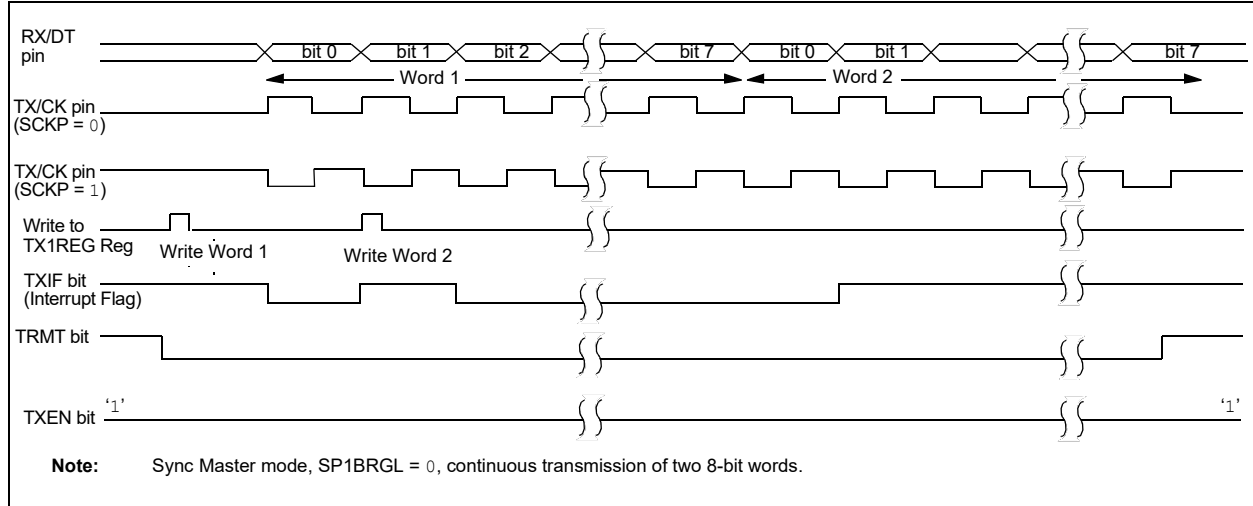 RX/DT
pin
bit 0 bit 1 bit 2 bit 7 bit 0 bit 1 bit 7
Word 1 Word 2
TX/CK pin
(SCKP = 0)
TX/CK pin
(SCKP = 1)
Write to
TX1REG Reg
Write Word 1 Write Word 2
TXIF bit
(Interrupt Flag)
TRMT bit
TXEN bit ‘1’ ‘1’
Note: Sync Master mode, SP1BRGL = 0, continuous transmission of two 8-bit words.